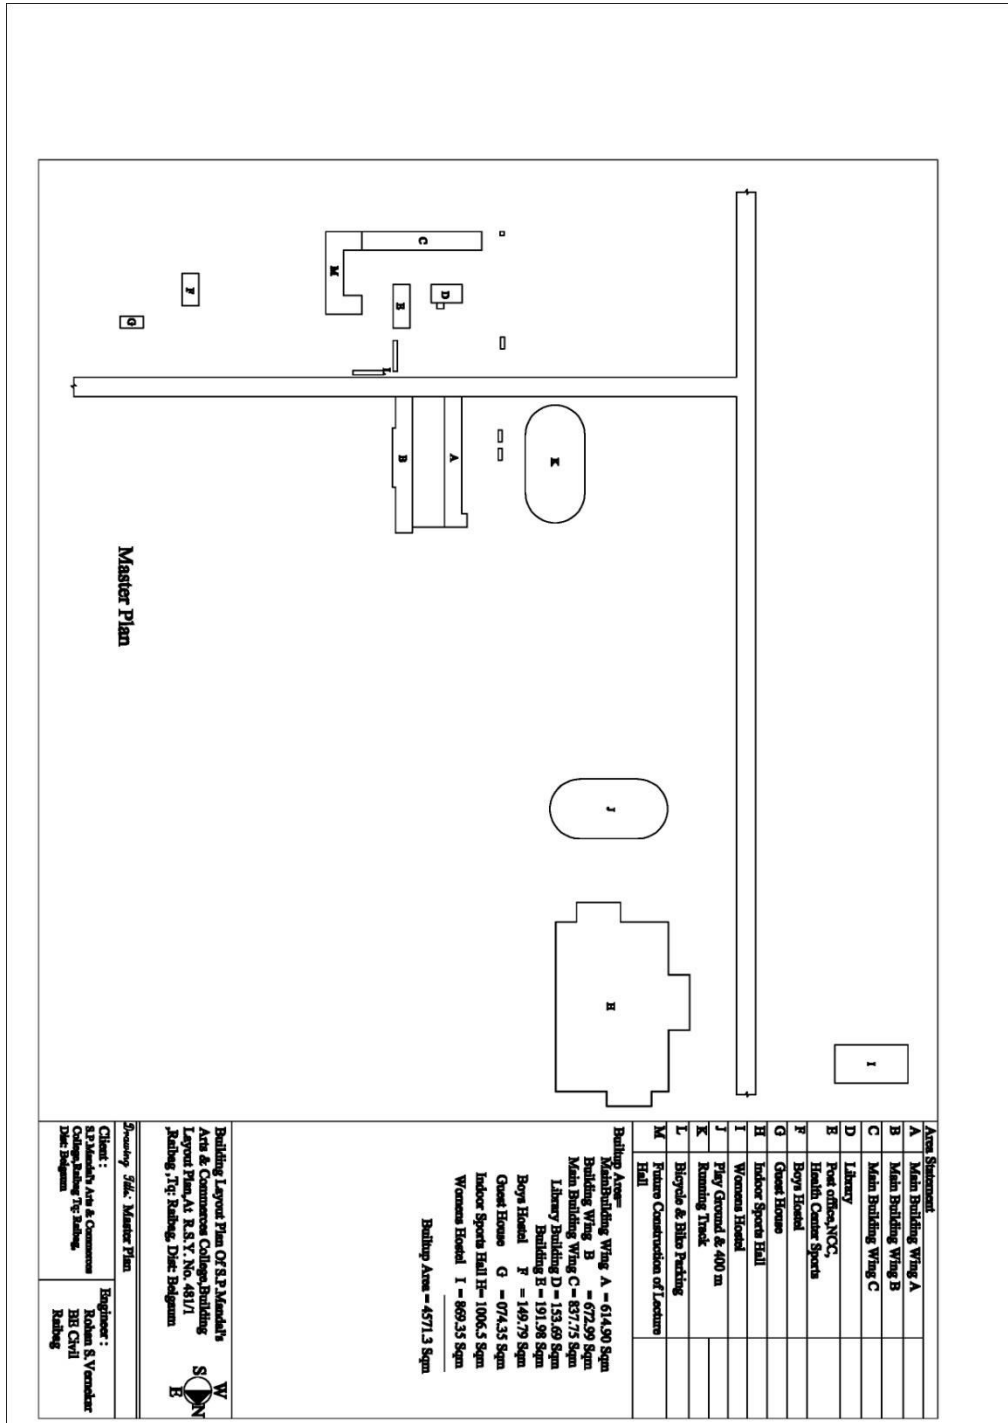 C
M
D
E
F
G
L
K
A
B
J
H
I
Master Plan
Area Statement
A Main Building Wing A
B Main Building Wing B
C Main Building Wing C
D Library
E Post office,NOC,
Health Center Sports
F Boys Hostel
G Guest House
H Indoor Sports Hall
I Womens Hostel
J Play Ground & 400 m
K Running Track
L Bicycle & Bike Parking
M Future Construction of Lecture
Hall
Builtup Area=
MainBuilding Wing A = 614.90 Sqm
Building Wing B = 672.99 Sqm
Main Building Wing C = 837.75 Sqm
Library Building D = 153.69 Sqm
Building E = 191.98 Sqm
Boys Hostel F = 149.79 Sqm
Guest House G = 074.35 Sqm
Indoor Sports Hall H= 1006.5 Sqm
Womens Hostel I = 869.35 Sqm
Builtup Area = 4571.3 Sqm
Building Layout Plan Of S.P.Mandal's
Arts & Commerces College,Building
Layout Plan,At R.S.Y. No. 481/1
,Raibag ,Tq: Raibag, Dist: Belgaum
W
S N
E
Drawing Title: Master Plan
Client :
S.P.Mandal's Arts & Commerces
College,Raibag Tq: Raibag,
Dist: Belgaum
Engineer :
Rohan S.Vernekar
BE Civil
Raibag